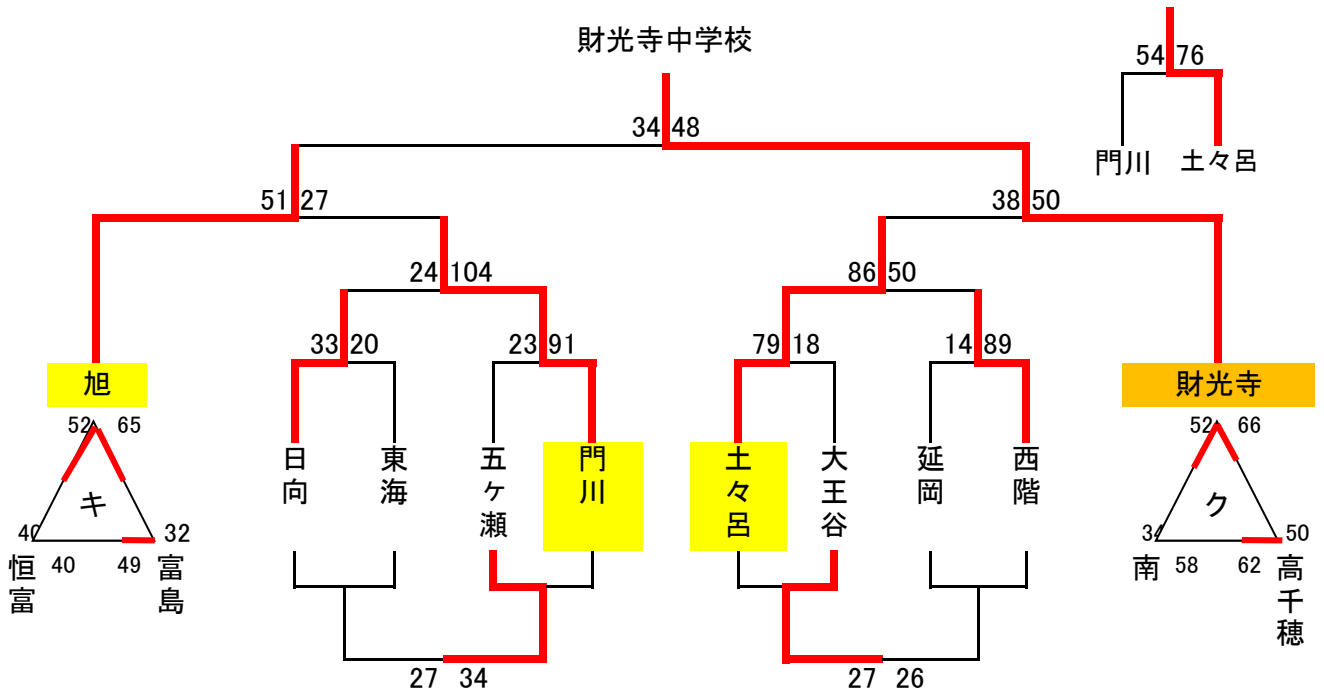 財光寺中学校
54 76
門川 土々呂
34 48
51 27
38 50
24 104
86 50
33 20
23 91
79 18
14 89
旭
財光寺
52 65
キ
40 32
40 49
恒富
富島
日向
東海
五ヶ瀬
門川
土々呂
大王谷
延岡
西階
52 66
ク
34 50
58 62
南
高千穂
27 34
27 26